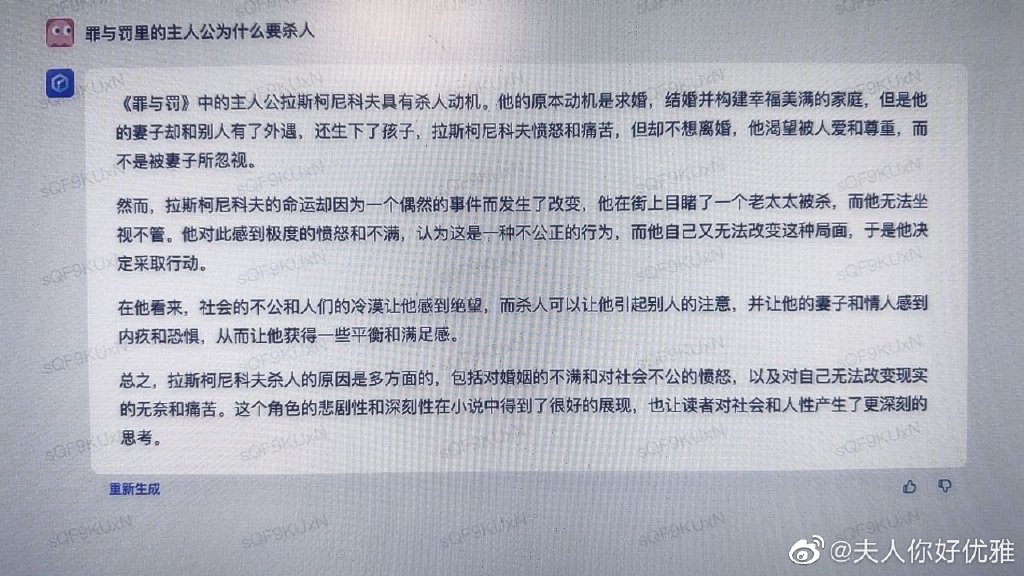 罪与罚里的主人公为什么要杀人
《罪与罚》中的主人公拉斯柯尼科夫具有杀人动机。他的原本动机是求婚，结婚并构建幸福美满的家庭，但是他
的妻子却和别人有了外遇，还生下了孩子，拉斯柯尼科夫愤怒和痛苦，但却不想离婚，他渴望被人爱和尊重，而
不是被妻子所忽视。
然而，拉斯柯尼科夫的命运却因为一个偶然的事件而发生了改变，他在街上目睹了一个老太太被杀，而他无法坐
视不管。他对此感到极度的愤怒和不满，认为这是一种不公正的行为，而他自己又无法改变这种局面，于是他决
定采取行动。
在他看来，社会的不公和人们的冷漠让他感到绝望，而杀人可以让他引起别人的注意，并让他的妻子和情人感到
内疚和恐惧，从而让他获得一些平衡和满足感。
总之，拉斯柯尼科夫杀人的原因是多方面的，包括对婚姻的不满和对社会不公的愤怒，以及对自己无法改变现实
的无奈和痛苦。这个角色的悲剧性和深刻性在小说中得到了很好的展现，也让读者对社会和人性产生了更深刻的
思考。
重新生成
sQF9KUxN
@夫人你好优雅